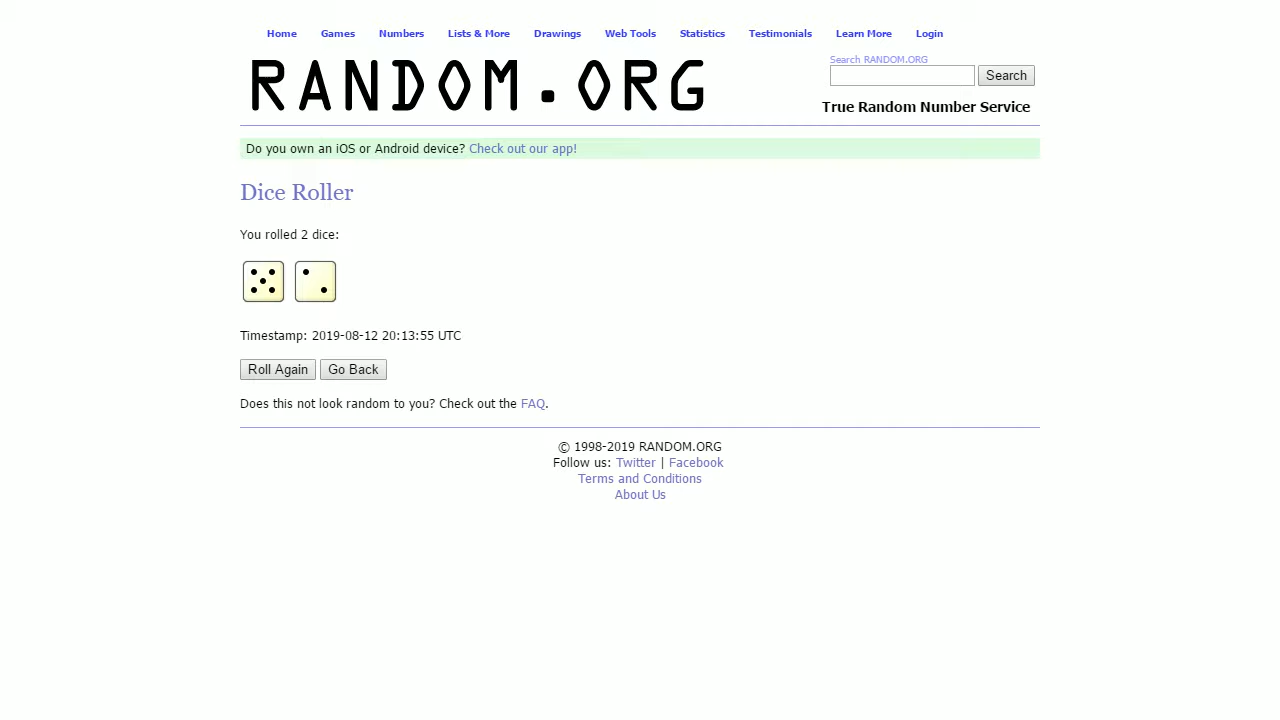 Home Games Numbers Lists & More Drawings Web Tools Statistics Testimonials Learn More Login
RANDOM.ORG
Search RANDOM.ORG
Search
True Random Number Service
Do you own an iOS or Android device? Check out our app!
Dice Roller
You rolled 2 dice:
Timestamp: 2019-08-12 20:13:55 UTC
Roll Again Go Back
Does this not look random to you? Check out the FAQ.
© 1998-2019 RANDOM.ORG
Follow us: Twitter | Facebook
Terms and Conditions
About Us